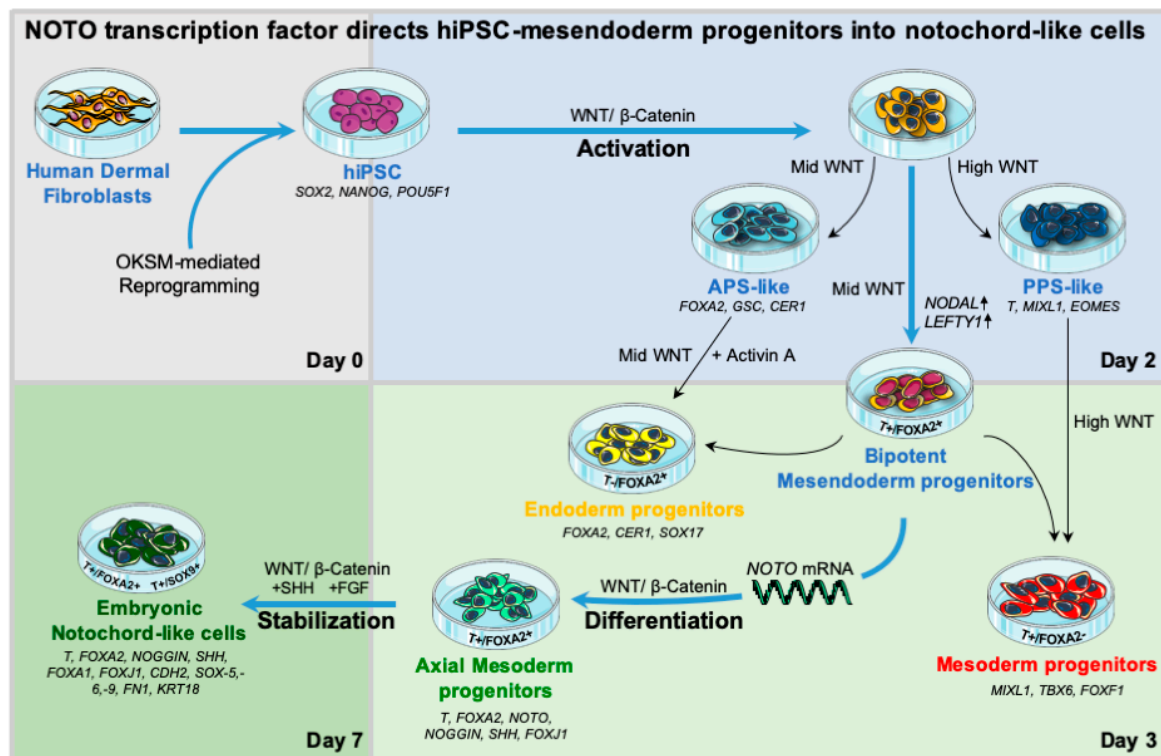 NOTO transcription factor directs hiPSC-mesendoderm progenitors into notochord-like cells
Human Dermal
Fibroblasts
hiPSC
SOX2, NANOG, POU5F1
OKSM-mediated
Reprogramming
Day 0
WNT/ β-Catenin
Activation
Mid WNT
High WNT
APS-like
FOXA2, GSC, CER1
Mid WNT
NODAL↑
LEFTY1↑
PPS-like
T, MIXL1, EOMES
Day 2
Mid WNT
+ Activin A
T-/FOXA2+
Endoderm progenitors
FOXA2, CER1, SOX17
T+/FOXA2+
Bipotent
Mesendoderm progenitors
High WNT
NOTO mRNA
T+/FOXA2-
Mesoderm progenitors
MIXL1, TBX6, FOXF1
WNT/ β-Catenin
Differentiation
T+/FOXA2+
Axial Mesoderm
progenitors
T, FOXA2, NOTO,
NOGGIN, SHH, FOXJ1
Day 3
WNT/ β-Catenin
+SHH +FGF
Stabilization
T+/FOXA2+ T+/SOX9+
Embryonic
Notochord-like cells
T, FOXA2, NOGGIN, SHH,
FOXA1, FOXJ1, CDH2, SOX-5,-
6,-9, FN1, KRT18
Day 7